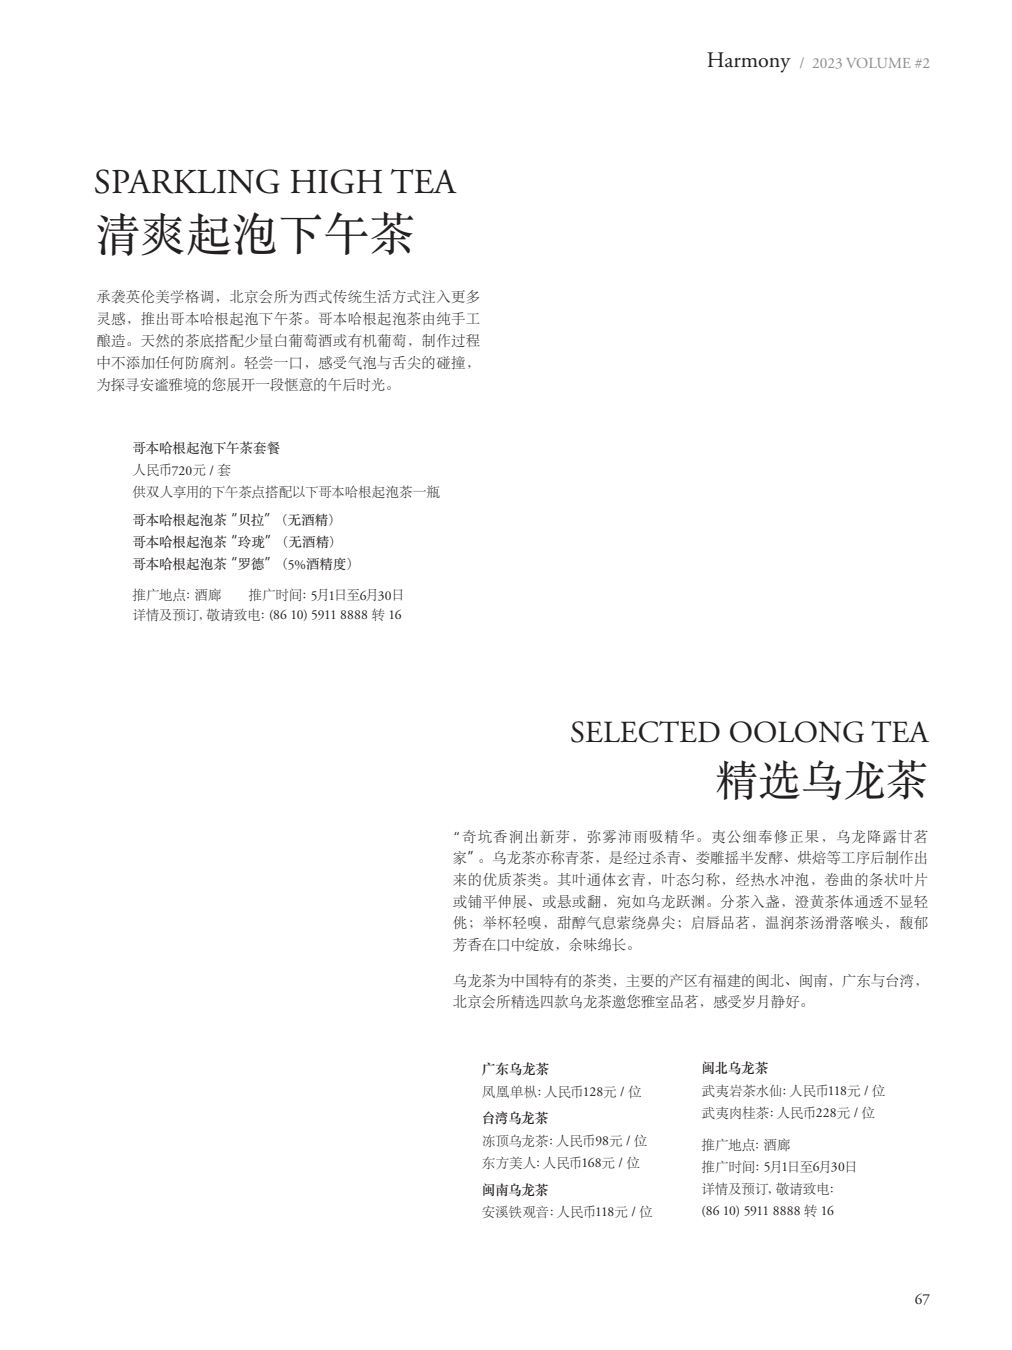 Harmony / 2023 VOLUME #2
SPARKLING HIGH TEA
清爽起泡下午茶
承袭英伦美学格调，北京会所为西式传统生活方式注入更多
灵感，推出哥本哈根起泡下午茶。哥本哈根起泡茶由纯手工
酿造。天然的茶底搭配少量白葡萄酒或有机葡萄，制作过程
中不添加任何防腐剂。轻尝一口，感受气泡与舌尖的碰撞，
为探寻安谧雅境的您展开一段惬意的午后时光。
哥本哈根起泡下午茶套餐
人民币720元 / 套
供双人享用的下午茶点搭配以下哥本哈根起泡茶一瓶
哥本哈根起泡茶“贝拉”（无酒精）
哥本哈根起泡茶“玲珑”（无酒精）
哥本哈根起泡茶“罗德”（5%酒精度）
推广地点: 酒廊 推广时间: 5月1日至6月30日
详情及预订, 敬请致电: (86 10) 5911 8888 转 16
SELECTED OOLONG TEA
精选乌龙茶
“奇坑香涧出新芽，弥雾沛雨吸精华。夷公细奉修正果，乌龙降露甘茗
家”。乌龙茶亦称青茶，是经过杀青、娄雕摇半发酵、烘焙等工序后制作出
来的优质茶类。其叶通体玄青，叶态匀称，经热水冲泡，卷曲的条状叶片
或铺平伸展、或悬或翻，宛如乌龙跃渊。分茶入盏，澄黄茶体通透不显轻
佻；举杯轻嗅，甜醇气息萦绕鼻尖；启唇品茗，温润茶汤滑落喉头，馥郁
芳香在口中绽放，余味绵长。
乌龙茶为中国特有的茶类，主要的产区有福建的闽北、闽南，广东与台湾，
北京会所精选四款乌龙茶邀您雅室品茗，感受岁月静好。
广东乌龙茶
凤凰单枞: 人民币128元 / 位
台湾乌龙茶
冻顶乌龙茶: 人民币98元 / 位
东方美人: 人民币168元 / 位
闽南乌龙茶
安溪铁观音: 人民币118元 / 位
闽北乌龙茶
武夷岩茶水仙: 人民币118元 / 位
武夷肉桂茶: 人民币228元 / 位
推广地点: 酒廊
推广时间: 5月1日至6月30日
详情及预订, 敬请致电:
(86 10) 5911 8888 转 16
67